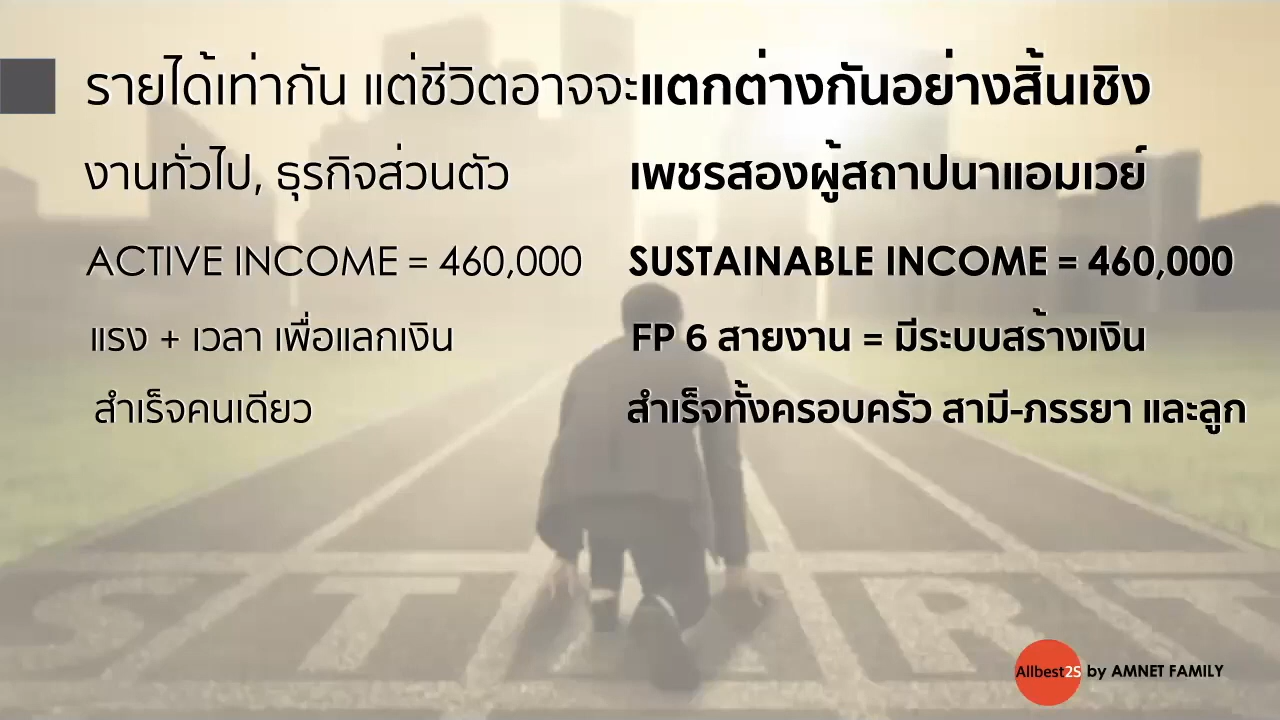 รายได้เท่ากัน แต่ชีวิตอาจจะแตกต่างกันอย่างสิ้นเชิง
งานทั่วไป, ธุรกิจส่วนตัว
เพชรสองผู้สถาปนาแอมเวย์
ACTIVE INCOME = 460,000
SUSTAINABLE INCOME = 460,000
แรง + เวลา เพื่อแลกเงิน
FP 6 สายงาน = มีระบบสร้างเงิน
สำเร็จคนเดียว
สำเร็จทั้งครอบครัว สามี-ภรรยา และลูก
START
Allbest2S by AMNET FAMILY